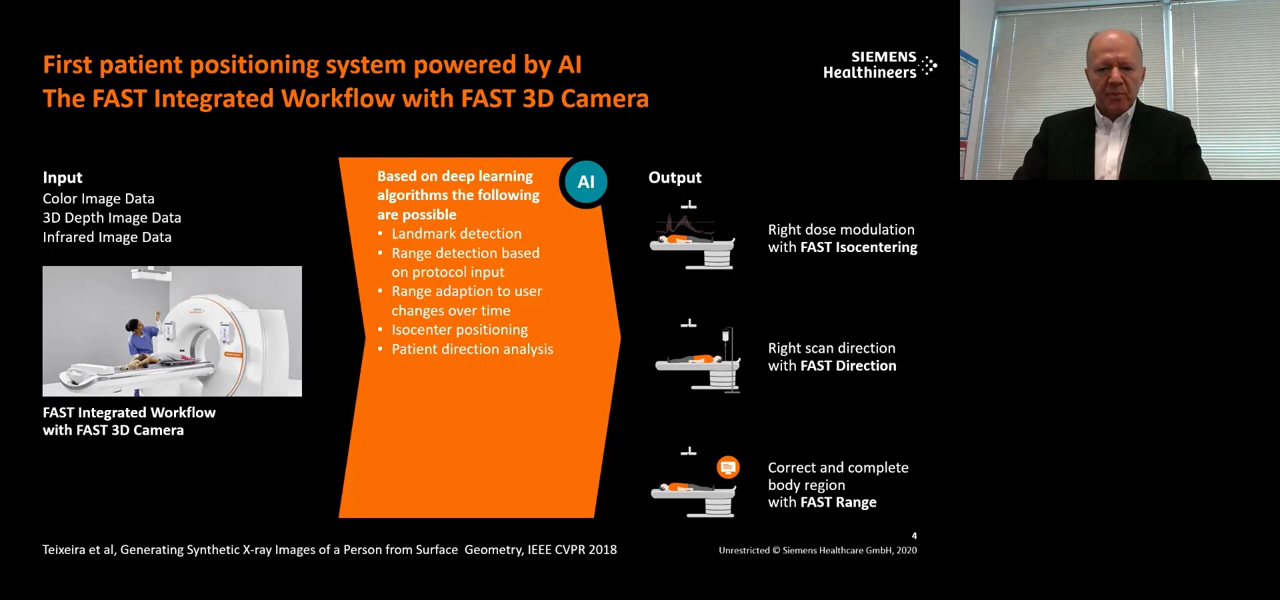 First patient positioning system powered by AI
The FAST Integrated Workflow with FAST 3D Camera
SIEMENS
Healthineers
Input
Color Image Data
3D Depth Image Data
Infrared Image Data
FAST Integrated Workflow
with FAST 3D Camera
Based on deep learning
algorithms the following
are possible
• Landmark detection
• Range detection based
on protocol input
• Range adaption to user
changes over time
• Isocenter positioning
• Patient direction analysis
AI
Output
Right dose modulation
with FAST Isocentering
Right scan direction
with FAST Direction
Correct and complete
body region
with FAST Range
Teixeira et al, Generating Synthetic X-ray Images of a Person from Surface Geometry, IEEE CVPR 2018
4
Unrestricted © Siemens Healthcare GmbH, 2020